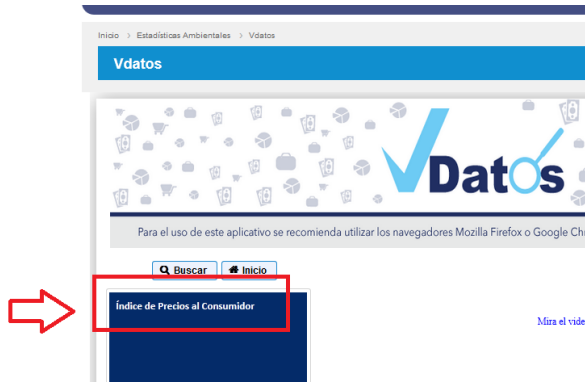 Inicio > Estadísticas Ambientales > Vdatos
Vdatos
VDatos
Para el uso de este aplicativo se recomienda utilizar los navegadores Mozilla Firefox o Google Ch
Buscar
Inicio
Índice de Precios al Consumidor
Mira el vide